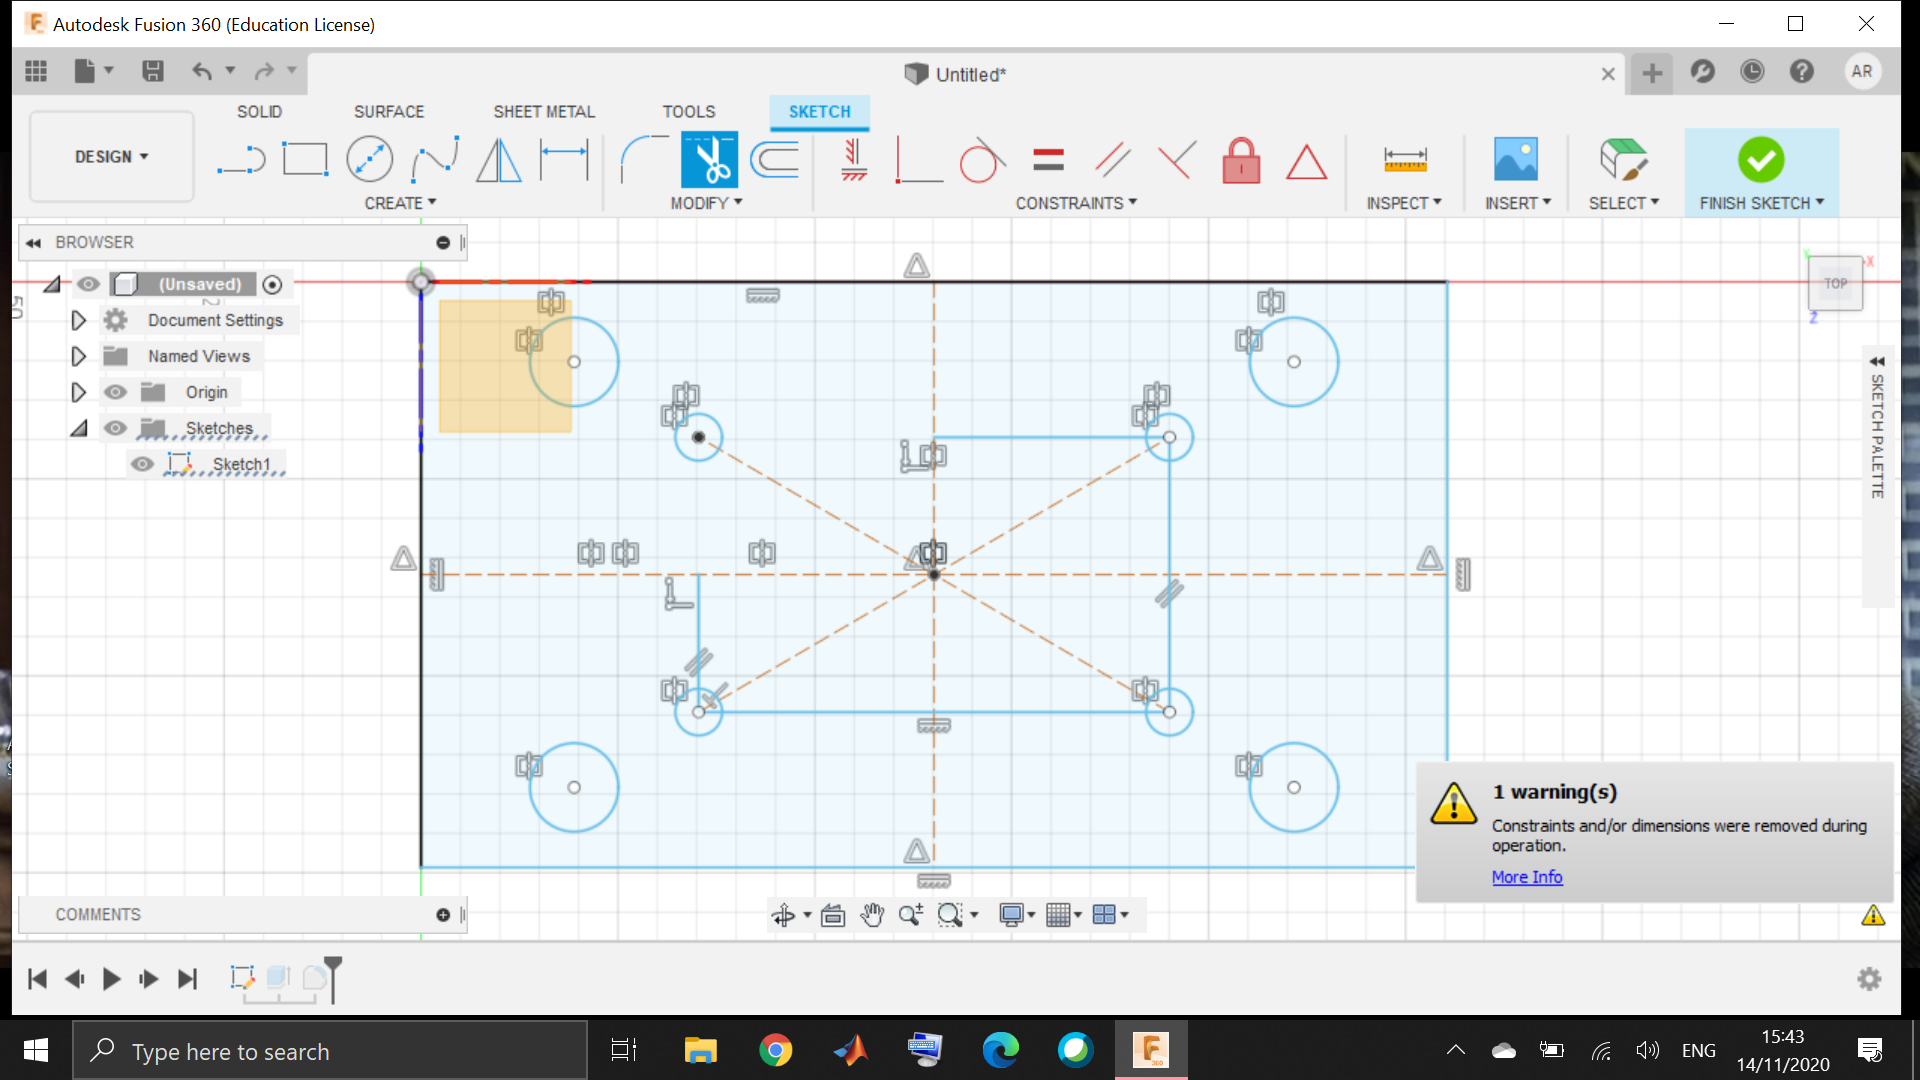 Autodesk Fusion 360 (Education License)
Untitled*
AR
SOLID
SURFACE
SHEET METAL
TOOLS
SKETCH
DESIGN
CREATE
MODIFY
CONSTRAINTS
INSPECT
INSERT
SELECT
FINISH SKETCH
BROWSER
(Unsaved)
Document Settings
Named Views
Origin
Sketches
Sketch1
50
2
TOP
X
Y
Z
SKETCH PALETTE
1 warning(s)
Constraints and/or dimensions were removed during
operation.
More Info
COMMENTS
Type here to search
F
360
ENG
15:43
14/11/2020